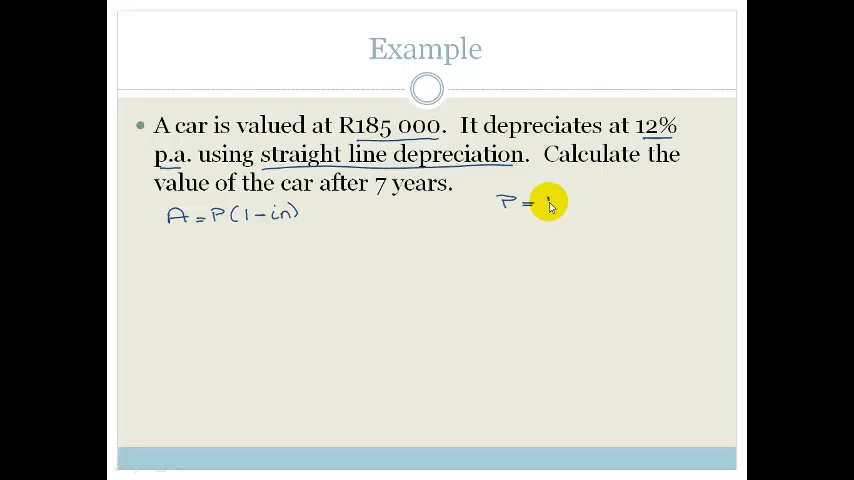 Example
A car is valued at R185 000. It depreciates at 12%
p.a. using straight line depreciation. Calculate the
value of the car after 7 years.
A = P(1 - in)
P =